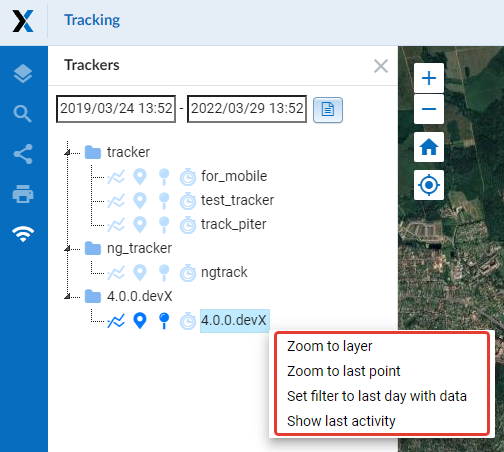 Tracking
Trackers
2019/03/24 13:52 - 2022/03/29 13:52
tracker
for_mobile
test_tracker
track_piter
ng_tracker
ngtrack
4.0.0.devX
4.0.0.devX
Zoom to layer
Zoom to last point
Set filter to last day with data
Show last activity